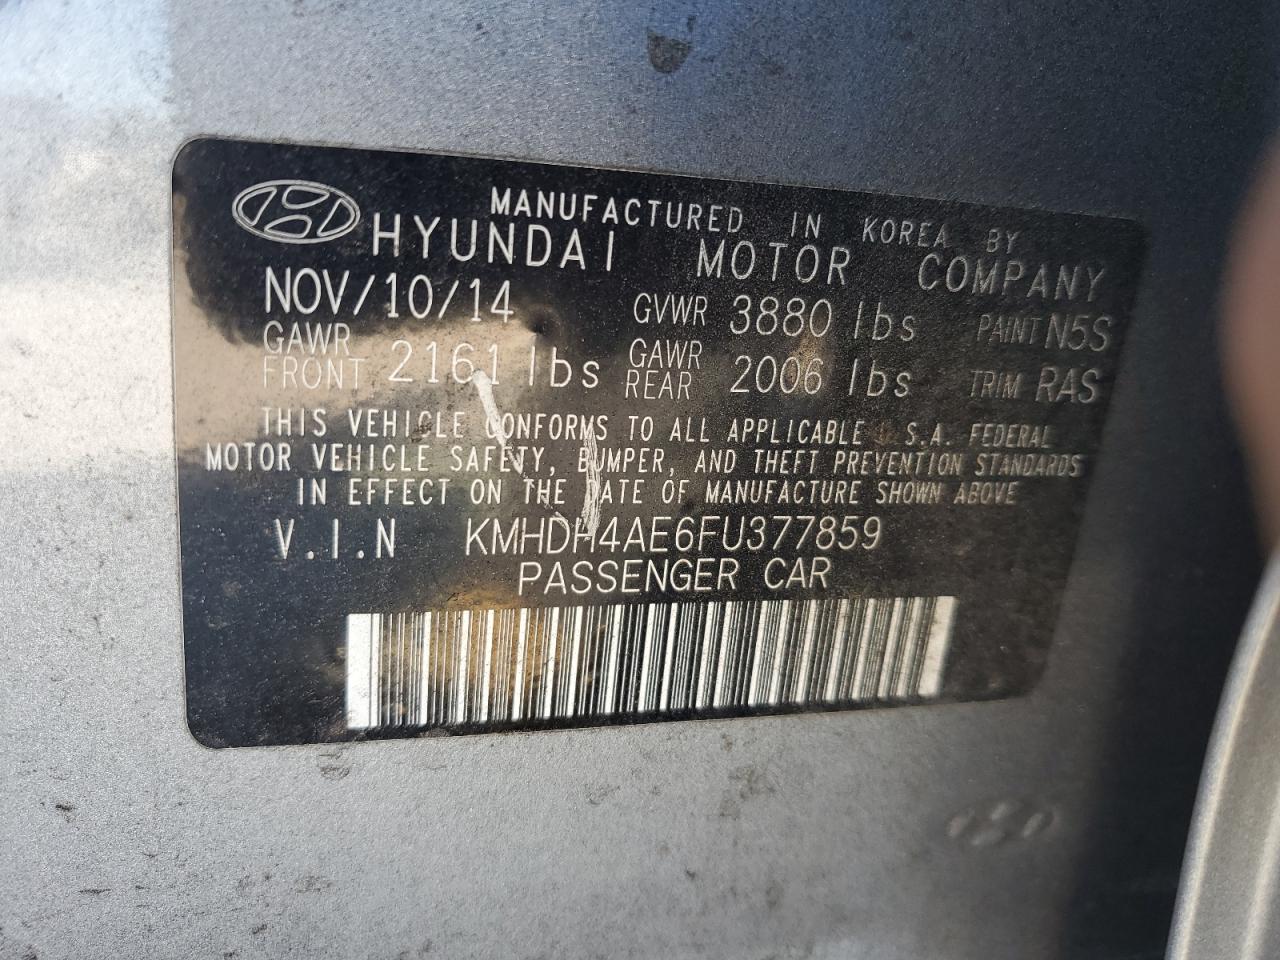 MANUFACTURED IN KOREA BY
HYUNDAI MOTOR COMPANY
NOV/10/14 GVWR 3880 lbs PAINT N5S
GAWR FRONT 2161 lbs GAWR REAR 2006 lbs TRIM RAS
THIS VEHICLE CONFORMS TO ALL APPLICABLE S.A. FEDERAL
MOTOR VEHICLE SAFETY, BUMPER, AND THEFT PREVENTION STANDARDS
IN EFFECT ON THE DATE OF MANUFACTURE SHOWN ABOVE
V.I.N KMHDH4AE6FU377859
PASSENGER CAR